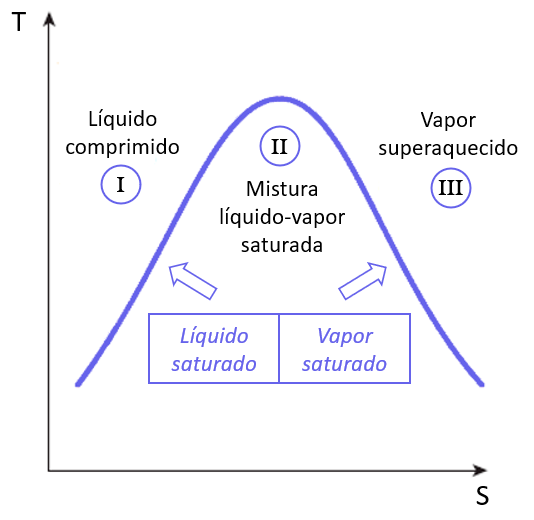 T
Líquido
comprimido
I
II
Mistura
líquido-vapor
saturada
Vapor
superaquecido
III
Líquido
saturado
Vapor
saturado
S